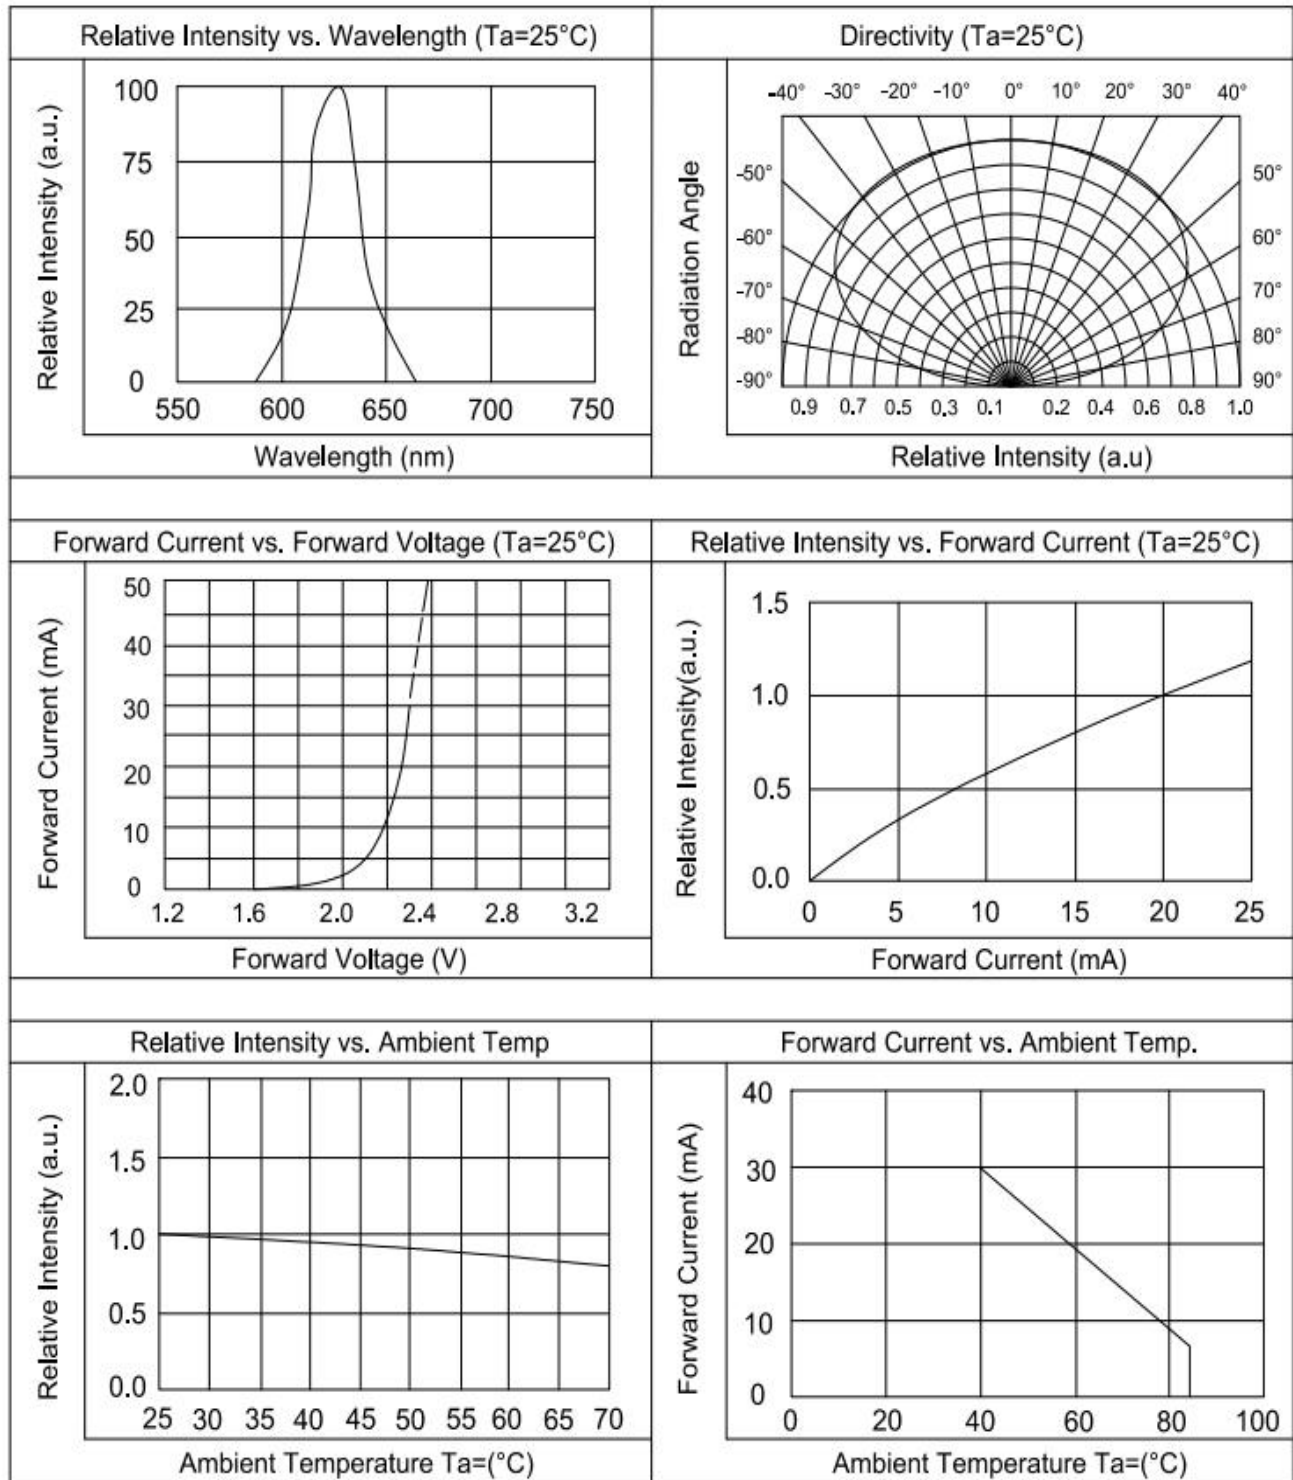 Relative Intensity vs. Wavelength (Ta=25°C)
Relative Intensity (a.u.)
100
75
50
25
0
550 600 650 700 750
Wavelength (nm)
Directivity (Ta=25°C)
Radiation Angle
-40° -30° -20° -10° 0° 10° 20° 30° 40°
-50° 50°
-60° 60°
-70° 70°
-80° 80°
-90° 90°
0.9 0.7 0.5 0.3 0.1 0.2 0.4 0.6 0.8 1.0
Relative Intensity (a.u)
Forward Current vs. Forward Voltage (Ta=25°C)
Forward Current (mA)
50
40
30
20
10
0
1.2 1.6 2.0 2.4 2.8 3.2
Forward Voltage (V)
Relative Intensity vs. Forward Current (Ta=25°C)
Relative Intensity(a.u.)
1.5
1.0
0.5
0.0
0 5 10 15 20 25
Forward Current (mA)
Relative Intensity vs. Ambient Temp
Relative Intensity (a.u.)
2.0
1.5
1.0
0.5
0.0
25 30 35 40 45 50 55 60 65 70
Ambient Temperature Ta=(°C)
Forward Current vs. Ambient Temp.
Forward Current (mA)
40
30
20
10
0
0 20 40 60 80 100
Ambient Temperature Ta=(°C)